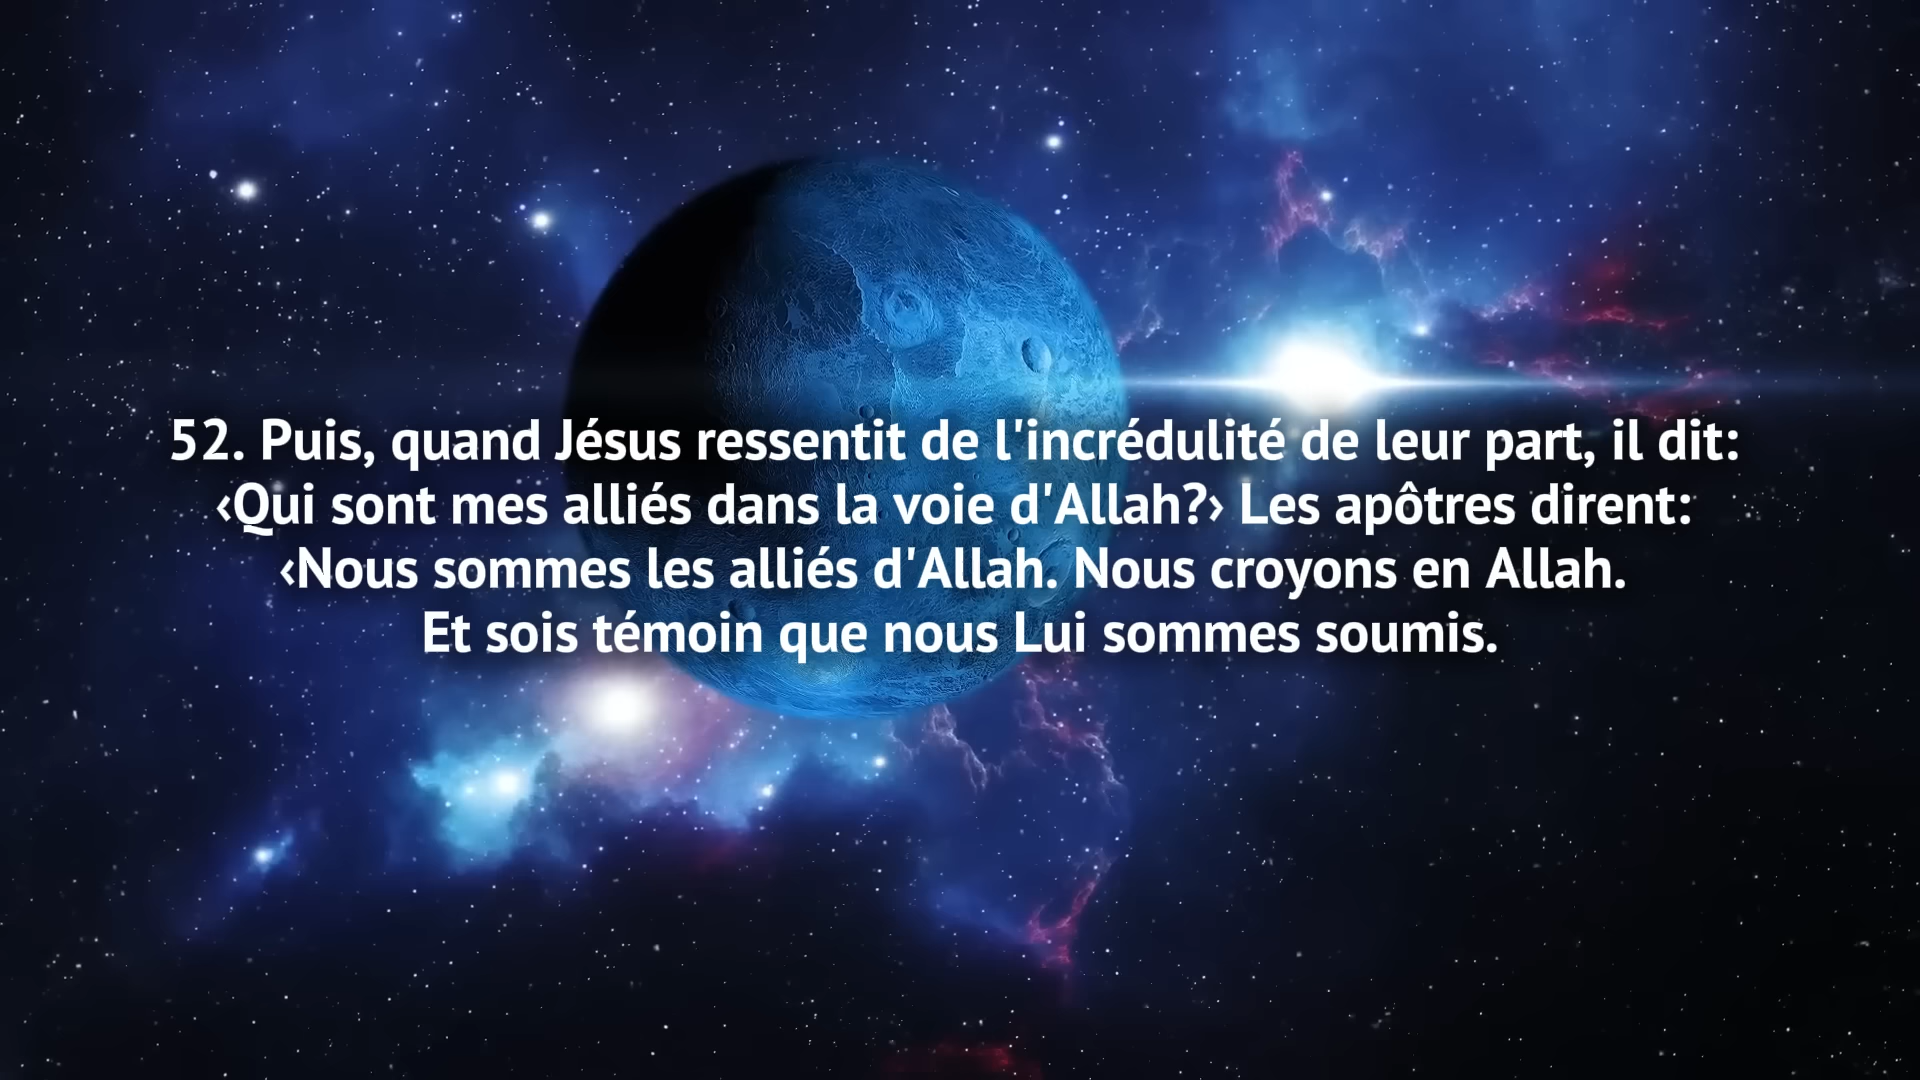 52. Puis, quand Jésus ressentit de l'incrédulité de leur part, il dit:
‹Qui sont mes alliés dans la voie d'Allah?› Les apôtres dirent:
‹Nous sommes les alliés d'Allah. Nous croyons en Allah.
Et sois témoin que nous Lui sommes soumis.